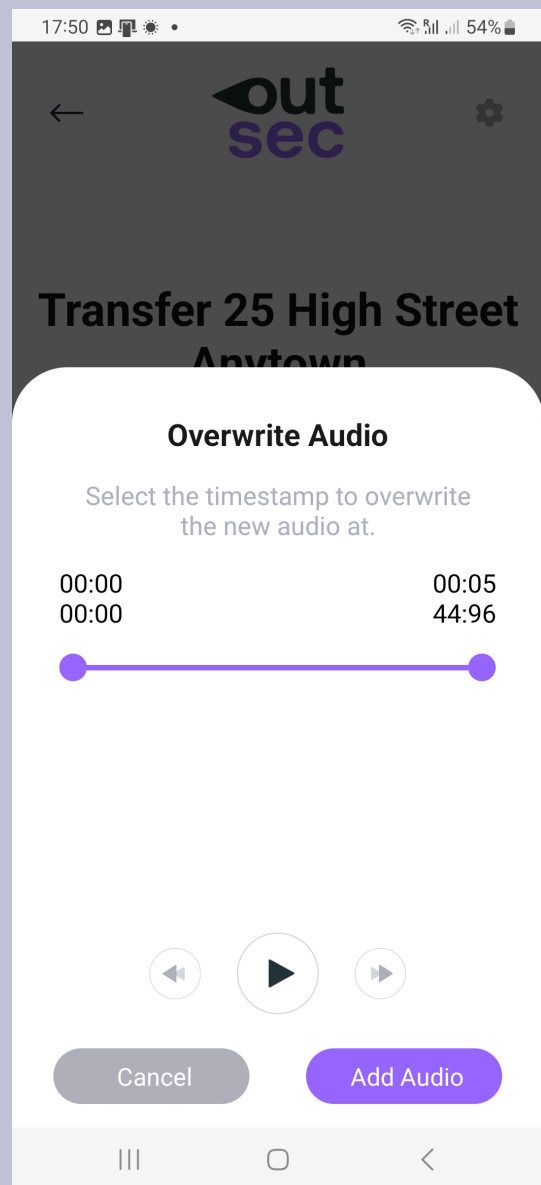 17:50
54%
out
sec
Transfer 25 High Street
Anytown
Overwrite Audio
Select the timestamp to overwrite
the new audio at.
00:00 00:05
00:00 44:96
Cancel Add Audio